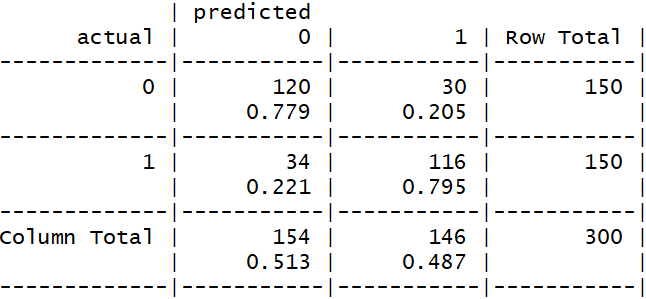 | predicted
      actual |         0 |         1 | Row Total |
-------------|-----------|-----------|-----------|
           0 |       120 |        30 |       150 |
             |     0.779 |     0.205 |           |
-------------|-----------|-----------|-----------|
           1 |        34 |       116 |       150 |
             |     0.221 |     0.795 |           |
-------------|-----------|-----------|-----------|
Column Total |       154 |       146 |       300 |
             |     0.513 |     0.487 |           |
-------------|-----------|-----------|-----------|